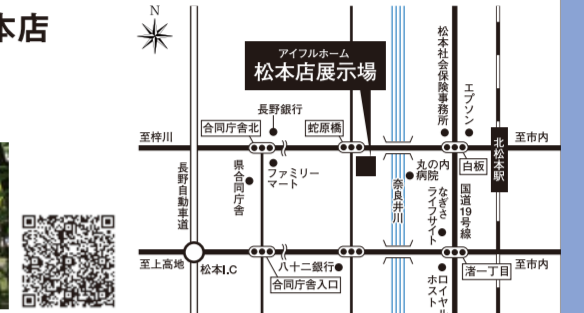 本店
N
アイフルホーム
松本店展示場
松本社会保険事務所
エプソン
長野銀行
合同庁舎北
蛇原橋
至梓川
至市内
北松本駅
白板
丸の内
病院
ファミリー
マート
県合同庁舎
長野自動車道
奈良井川
なぎさ
ライフサイト
国道19号線
至上高地
松本I.C
八十二銀行
合同庁舎入口
至市内
渚一丁目
ロイヤル
ホスト